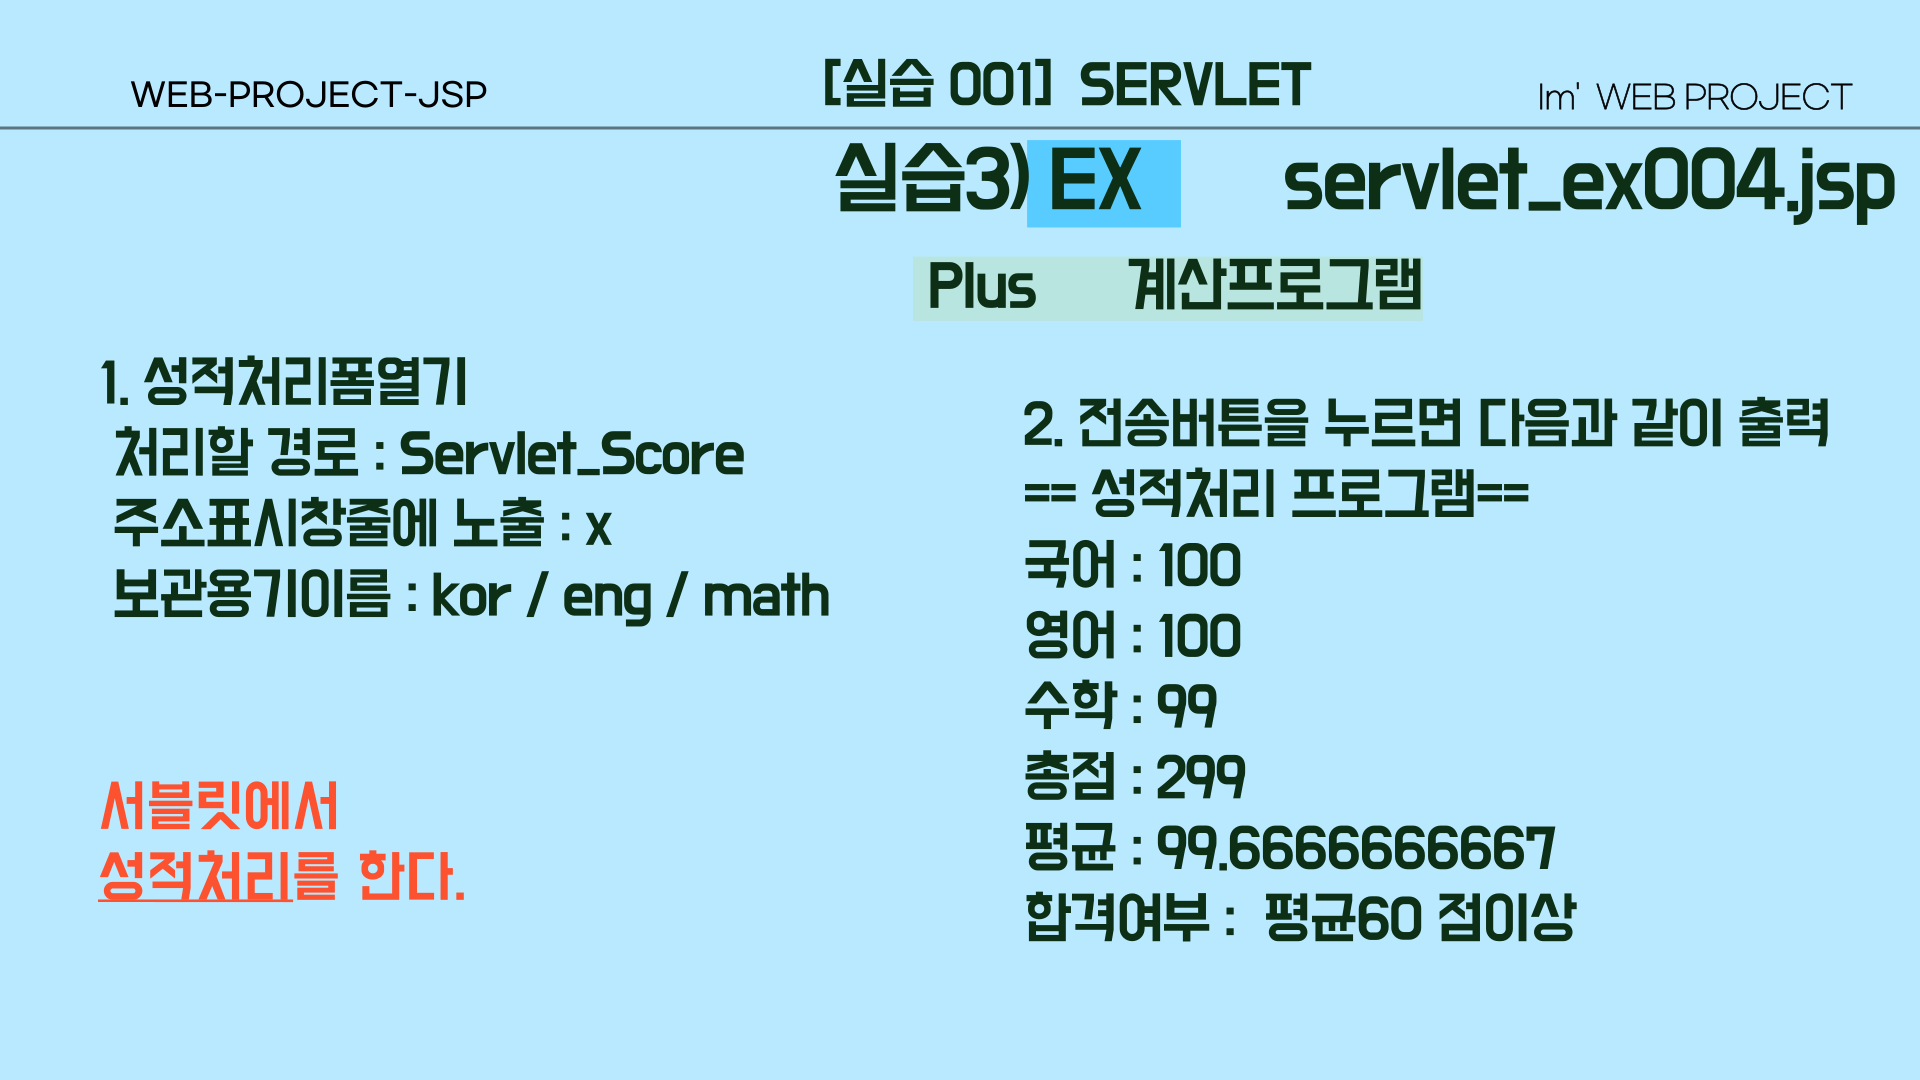 WEB-PROJECT-JSP
[실습 001] SERVLET
Im' WEB PROJECT
실습3) EX servlet_ex004.jsp
Plus 계산프로그램
1. 성적처리폼열기
처리할 경로 : Servlet_Score
주소표시창줄에 노출 : x
보관용기이름 : kor / eng / math
서블릿에서
성적처리를 한다.
2. 전송버튼을 누르면 다음과 같이 출력
== 성적처리 프로그램==
국어 : 100
영어 : 100
수학 : 99
총점 : 299
평균 : 99.6666666667
합격여부 : 평균60 점이상